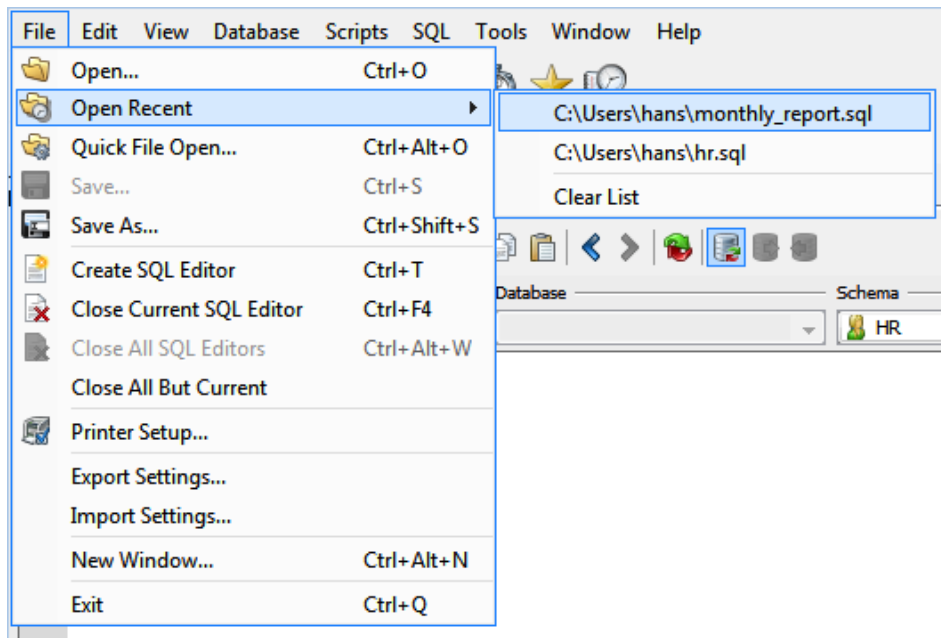 File Edit View Database Scripts SQL Tools Window Help
Open... Ctrl+O
Open Recent
C:\Users\hans\monthly_report.sql
C:\Users\hans\hr.sql
Clear List
Quick File Open... Ctrl+Alt+O
Save... Ctrl+S
Save As... Ctrl+Shift+S
Create SQL Editor Ctrl+T
Close Current SQL Editor Ctrl+F4
Close All SQL Editors Ctrl+Alt+W
Close All But Current
Printer Setup...
Export Settings...
Import Settings...
New Window... Ctrl+Alt+N
Exit Ctrl+Q
Database Schema
HR